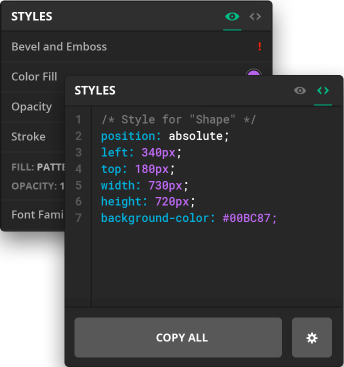 STYLES
Bevel and Emboss !
Color Fill
Opacity
Stroke
FILL: PATTE
OPACITY: 1
Font Fami
STYLES
1 /* Style for "Shape" */
2 position: absolute;
3 left: 340px;
4 top: 180px;
5 width: 730px;
6 height: 720px;
7 background-color: #00BC87;
COPY ALL